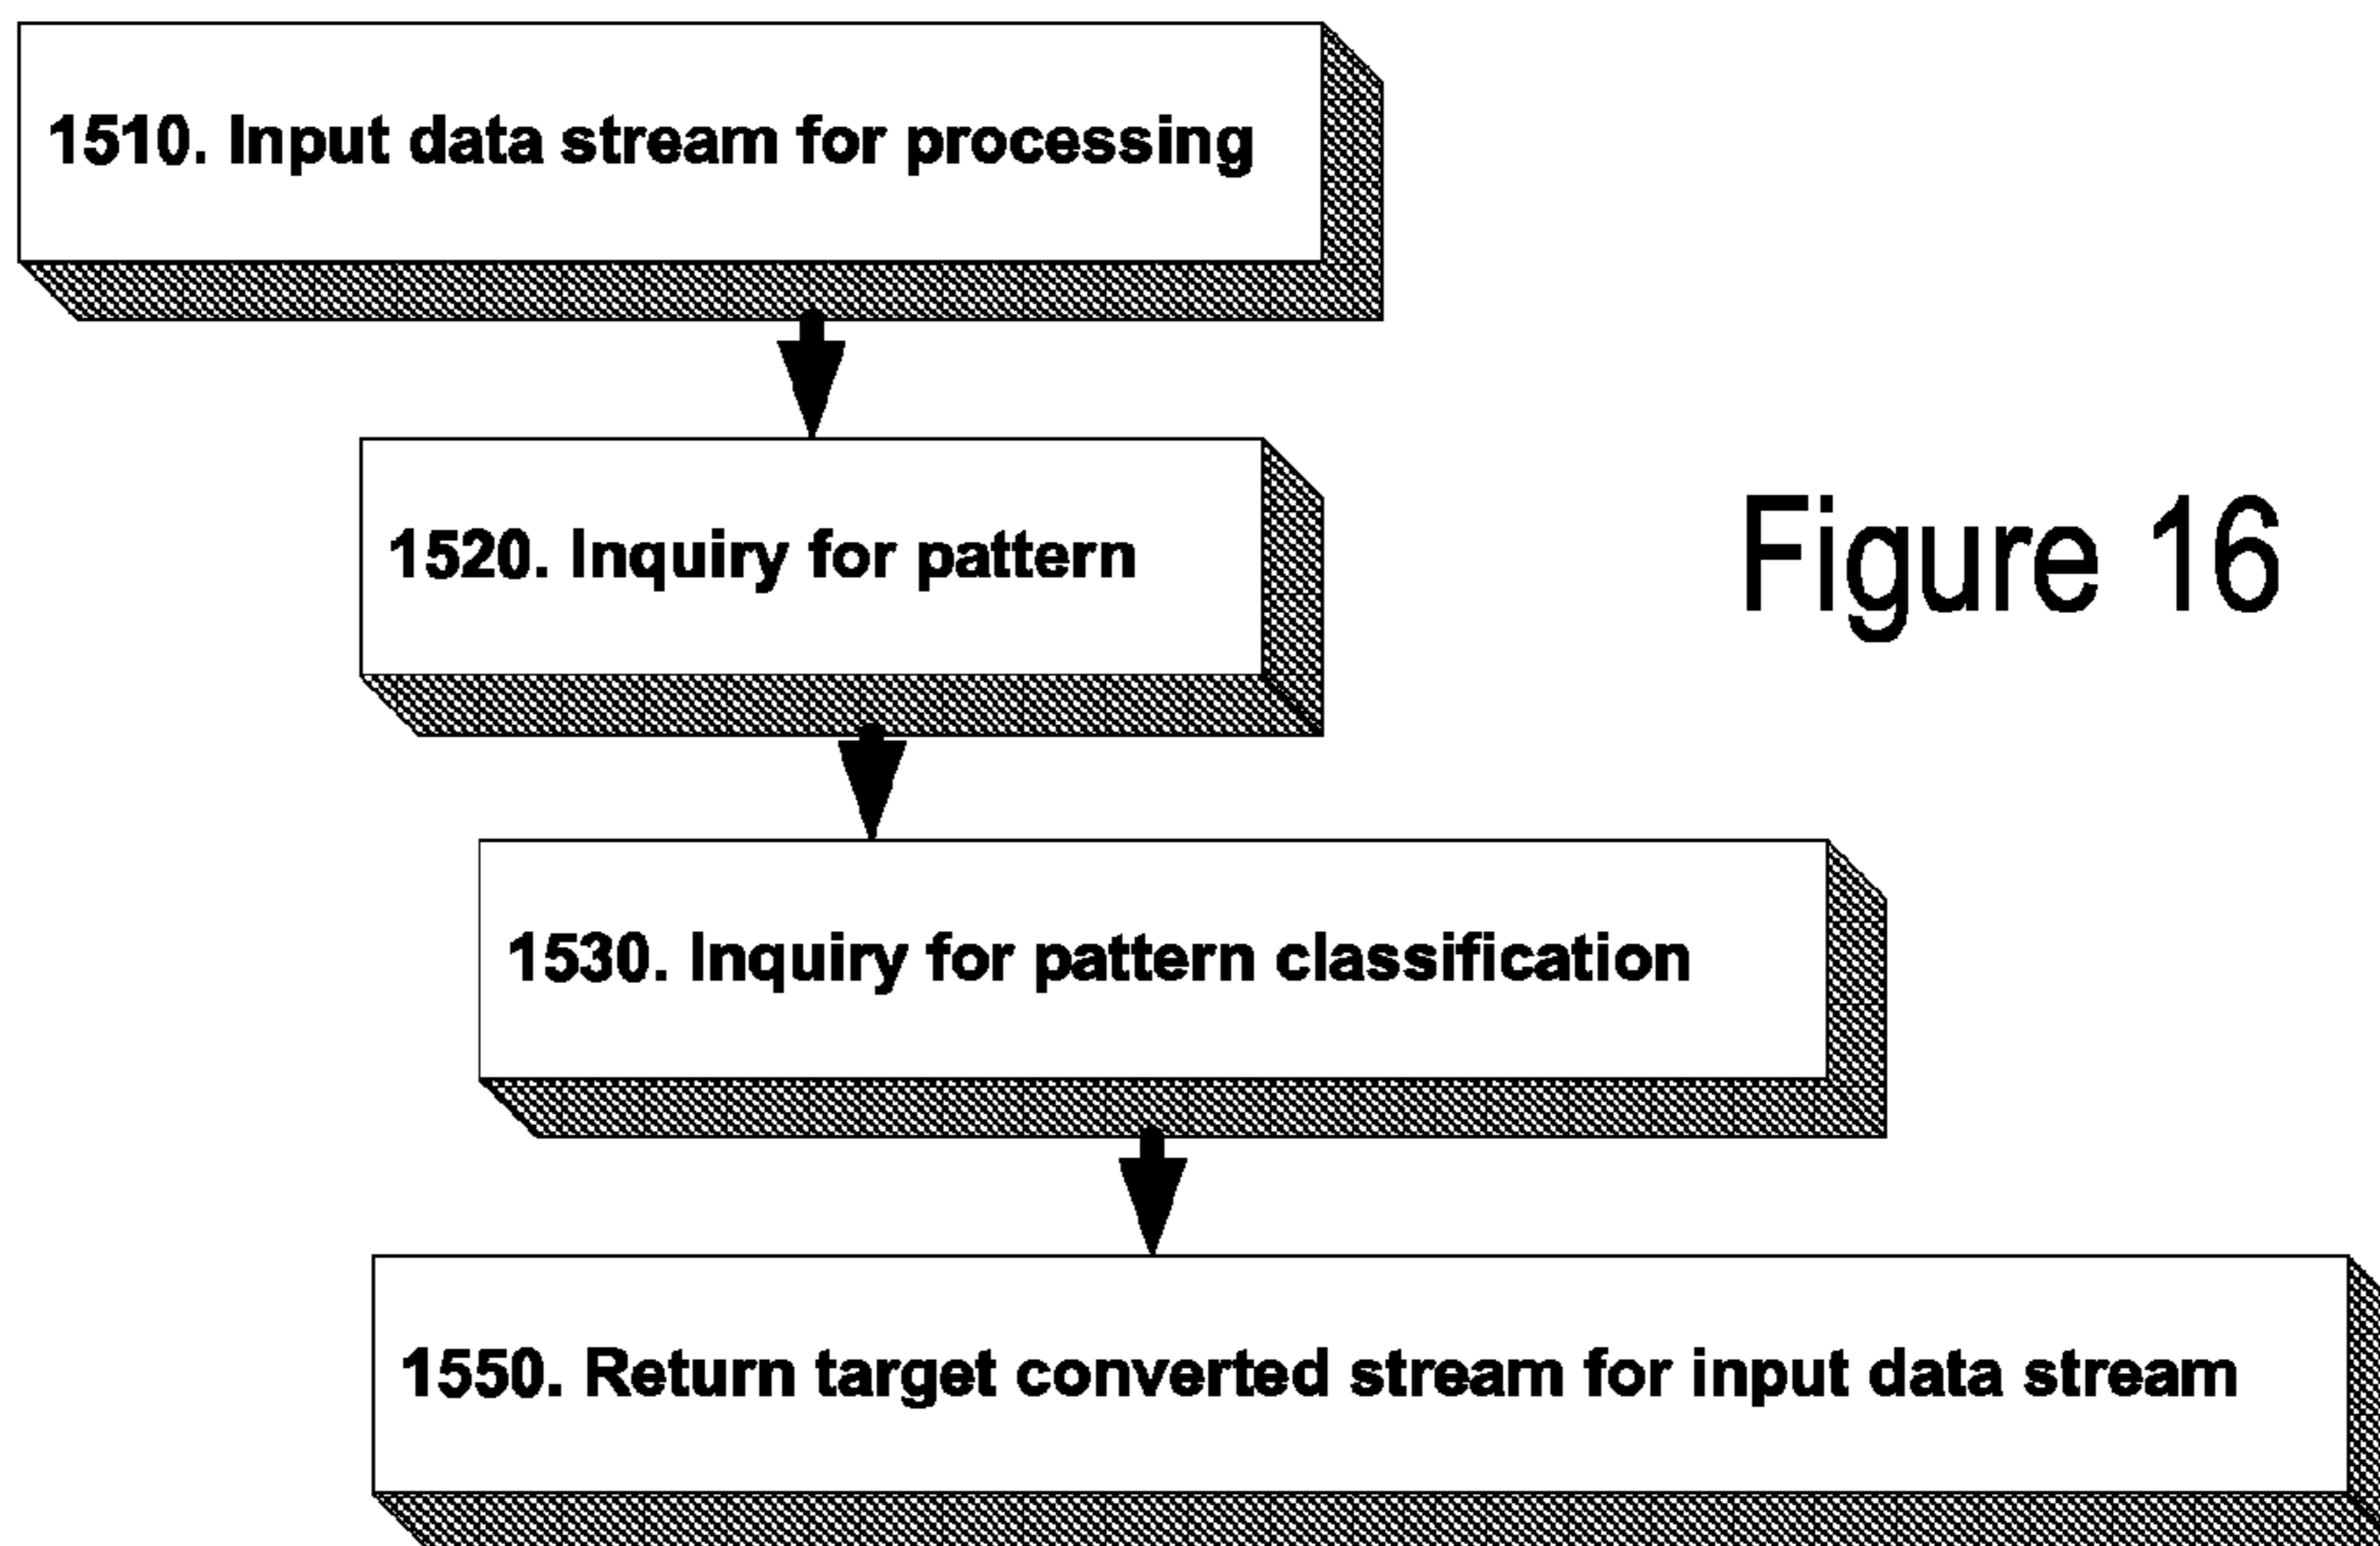 1510. Input data stream for processing
1520. Inquiry for pattern
Figure 16
1530. Inquiry for pattern classification
1550. Return target converted stream for input data stream